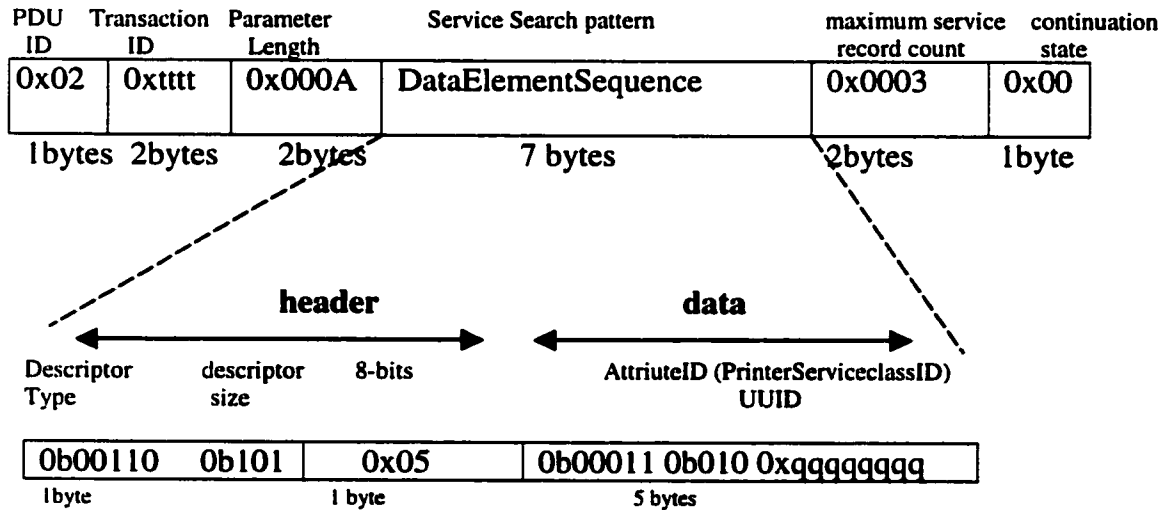 PDU Transaction Parameter Service Search pattern maximum service continuation
ID ID Length record count state
0x02 0xtttt 0x000A DataElementSequence 0x0003 0x00
1bytes 2bytes 2bytes 7 bytes 2bytes 1byte
header data
Descriptor descriptor 8-bits AttriuteID (PrinterServiceclassID)
Type size UUID
0b00110 0b101 0x05 0b00011 0b010 0xqqqqqqqq
1byte 1 byte 5 bytes